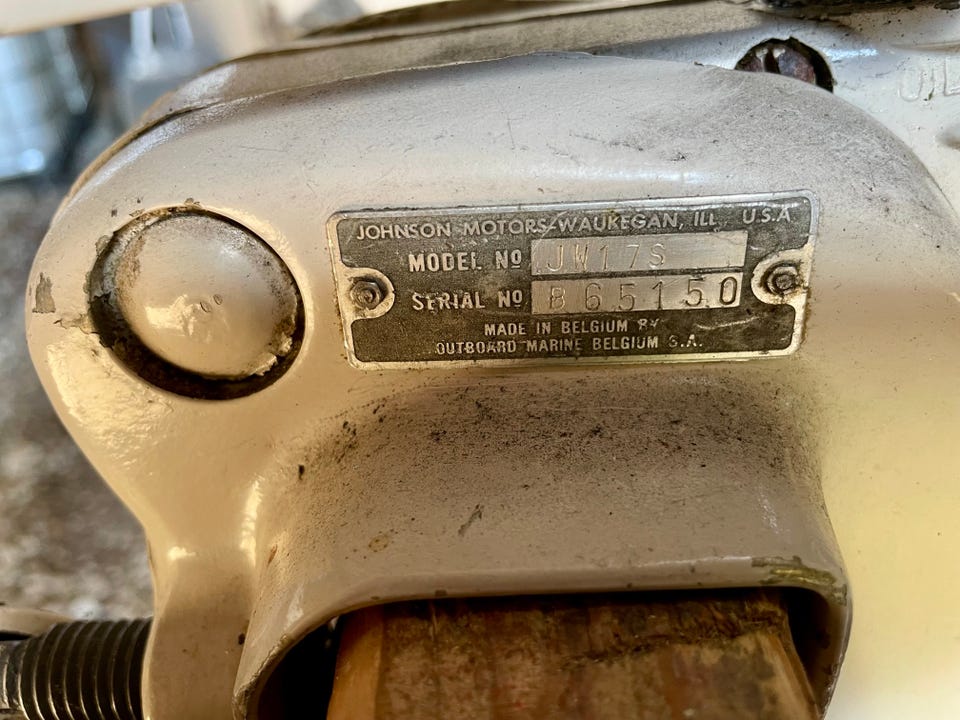 JOHNSON MOTORS-WAUKEGAN, ILL, U.S.A
MODEL Nº JW17S
SERIAL Nº B65150
MADE IN BELGIUM BY
OUTBOARD MARINE BELGIUM S.A.